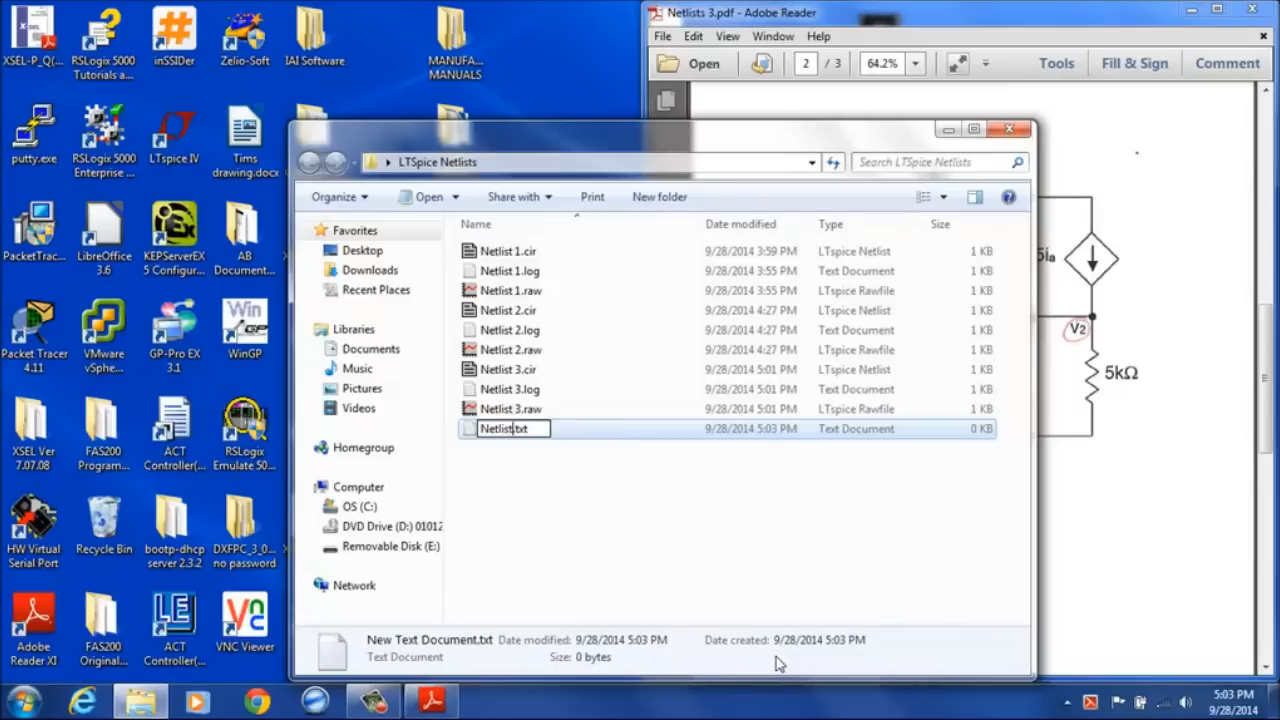 XSEL-P_Q(...
RSLogix 5000 Tutorials a...
inSSIDer
Zelio-Soft
IAI Software
MANUFA... MANUALS
putty.exe
RSLogix 5000 Enterprise ...
LTspice IV
Tims drawing.docx
PacketTrac...
LibreOffice 3.6
KEPServerEX 5 Configur...
AB Document...
Packet Tracer 4.11
VMware vSphe...
GP-Pro EX 3.1
WinGP
XSEL Ver 7.07.08
FAS200 Program...
ACT Controller(...
RSLogix Emulate 50...
HW Virtual Serial Port
Recycle Bin
bootp-dhcp server 2.3.2
DXFPC_3_0... no password
Adobe Reader XI
FAS200 Original...
ACT Controller(...
VNC Viewer
Netlists 3.pdf - Adobe Reader
File Edit View Window Help
Open 2 / 3 64.2% Tools Fill & Sign Comment
LTSpice Netlists
Search LTSpice Netlists
Organize Open Share with Print New folder
Name Date modified Type Size
Favorites
Desktop
Downloads
Recent Places
Libraries
Documents
Music
Pictures
Videos
Homegroup
Computer
OS (C:)
DVD Drive (D:) 01012
Removable Disk (E:)
Network
Netlist 1.cir 9/28/2014 3:59 PM LTspice Netlist 1 KB
Netlist 1.log 9/28/2014 3:55 PM Text Document 1 KB
Netlist 1.raw 9/28/2014 3:55 PM LTspice Rawfile 1 KB
Netlist 2.cir 9/28/2014 4:27 PM LTspice Netlist 1 KB
Netlist 2.log 9/28/2014 4:27 PM Text Document 1 KB
Netlist 2.raw 9/28/2014 4:27 PM LTspice Rawfile 1 KB
Netlist 3.cir 9/28/2014 5:01 PM LTspice Netlist 1 KB
Netlist 3.log 9/28/2014 5:01 PM Text Document 1 KB
Netlist 3.raw 9/28/2014 5:01 PM LTspice Rawfile 1 KB
Netlist.txt 9/28/2014 5:03 PM Text Document 0 KB
5ia
V2
5kΩ
New Text Document.txt Date modified: 9/28/2014 5:03 PM Date created: 9/28/2014 5:03 PM
Text Document Size: 0 bytes
5:03 PM
9/28/2014